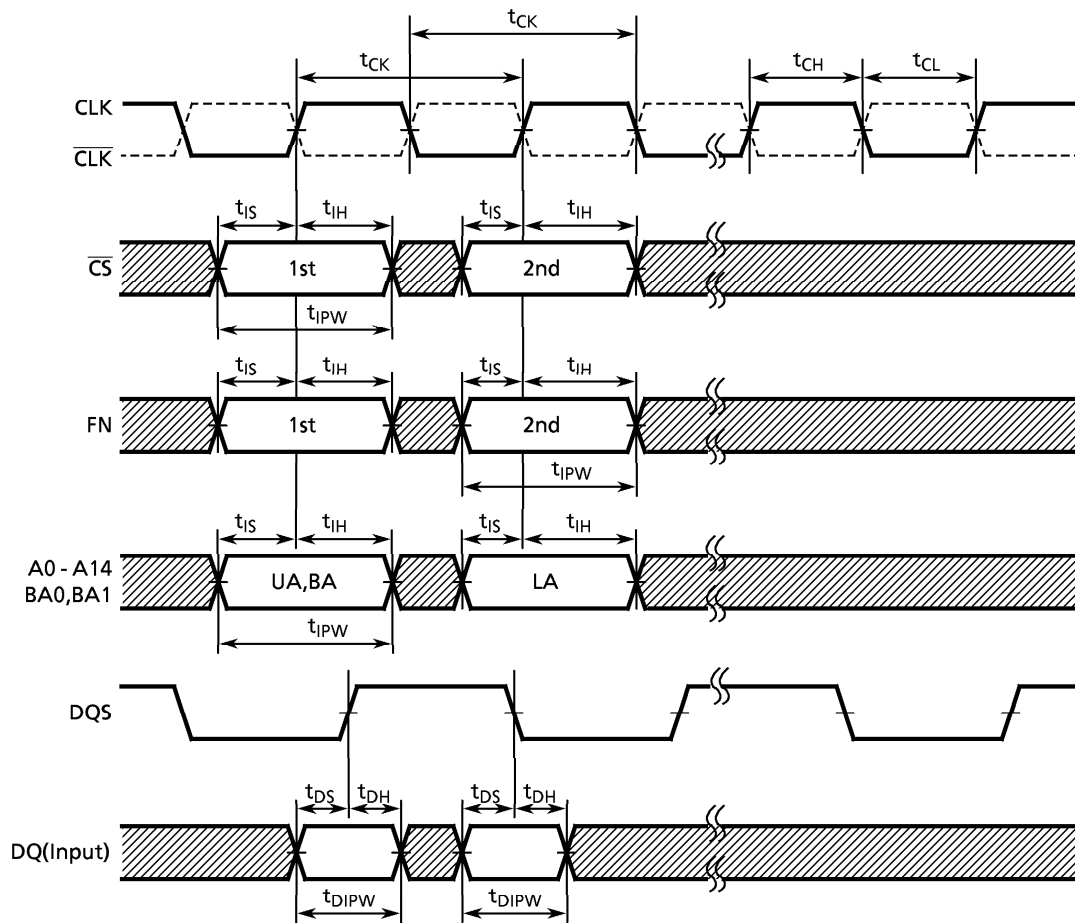 tCK
tCK
tCH
tCL
CLK
CLK
tIS
tIH
tIS
tIH
CS
1st
2nd
tIPW
tIS
tIH
tIS
tIH
FN
1st
2nd
tIPW
tIS
tIH
tIS
tIH
A0 - A14
BA0,BA1
UA,BA
LA
tIPW
DQS
tDS
tDH
tDS
tDH
DQ(Input)
tDIPW
tDIPW